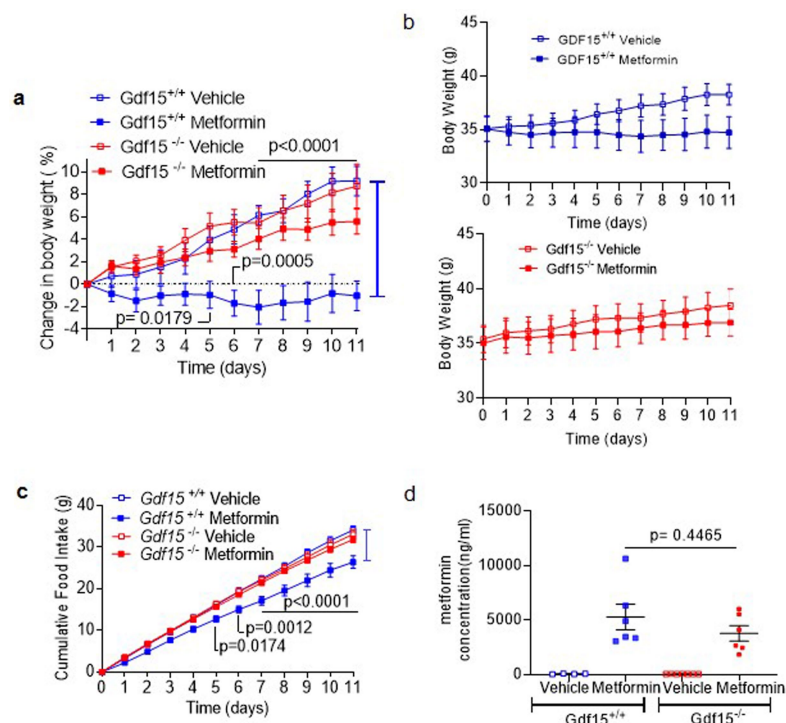 a
Gdf15+/+ Vehicle
Gdf15+/+ Metformin
Gdf15 -/- Vehicle
Gdf15 -/- Metformin
p<0.0001
Change in body weight ( %)
10
8
6
4
2
0
-2
-4
p=0.0005
p= 0.0179
1 2 3 4 5 6 7 8 9 10 11
Time (days)
b
GDF15+/+ Vehicle
GDF15+/+ Metformin
Body Weight (g)
45
40
35
30
0 1 2 3 4 5 6 7 8 9 10 11
Time (days)
Gdf15-/- Vehicle
Gdf15-/- Metformin
Body Weight (g)
45
40
35
30
0 1 2 3 4 5 6 7 8 9 10 11
Time (days)
c
Gdf15 +/+ Vehicle
Gdf15 +/+ Metformin
Gdf15 -/- Vehicle
Gdf15 -/- Metformin
Cumulative Food Intake (g)
40
30
20
10
0
p<0.0001
p=0.0012
p=0.0174
0 1 2 3 4 5 6 7 8 9 10 11
Time (days)
d
metformin
concentration(ng/ml)
15000
10000
5000
0
p= 0.4465
Vehicle Metformin Vehicle Metformin
Gdf15+/+ Gdf15-/-